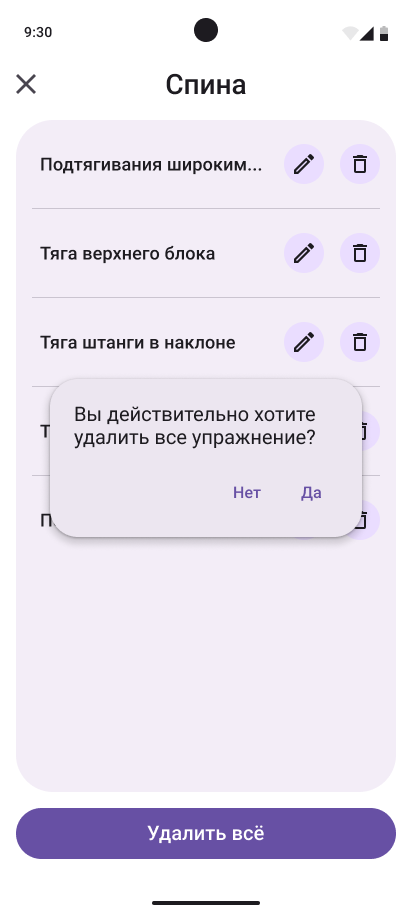 9:30
Спина
Подтягивания широким...
Тяга верхнего блока
Тяга штанги в наклоне
Т
Вы действительно хотите
удалить все упражнение?
Нет Да
П
Удалить всё